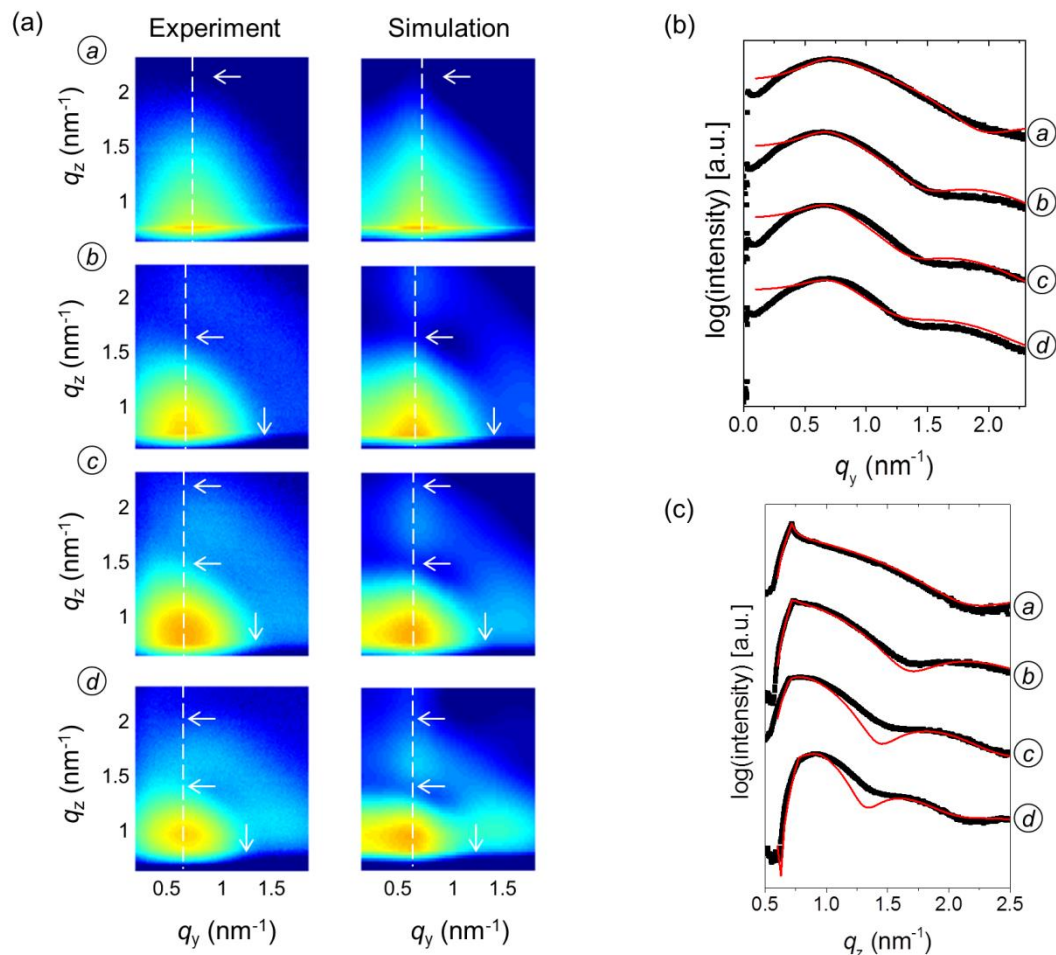 (a)
Experiment Simulation
a
qz (nm-1)
2
1.5
1
b
qz (nm-1)
2
1.5
1
c
qz (nm-1)
2
1.5
1
d
qz (nm-1)
2
1.5
1
0.5 1 1.5 0.5 1 1.5
qy (nm-1) qy (nm-1)
(b)
log(intensity) [a.u.]
a
b
c
d
0.0 0.5 1.0 1.5 2.0
qy (nm-1)
(c)
log(intensity) [a.u.]
a
b
c
d
0.5 1.0 1.5 2.0 2.5
qz (nm-1)